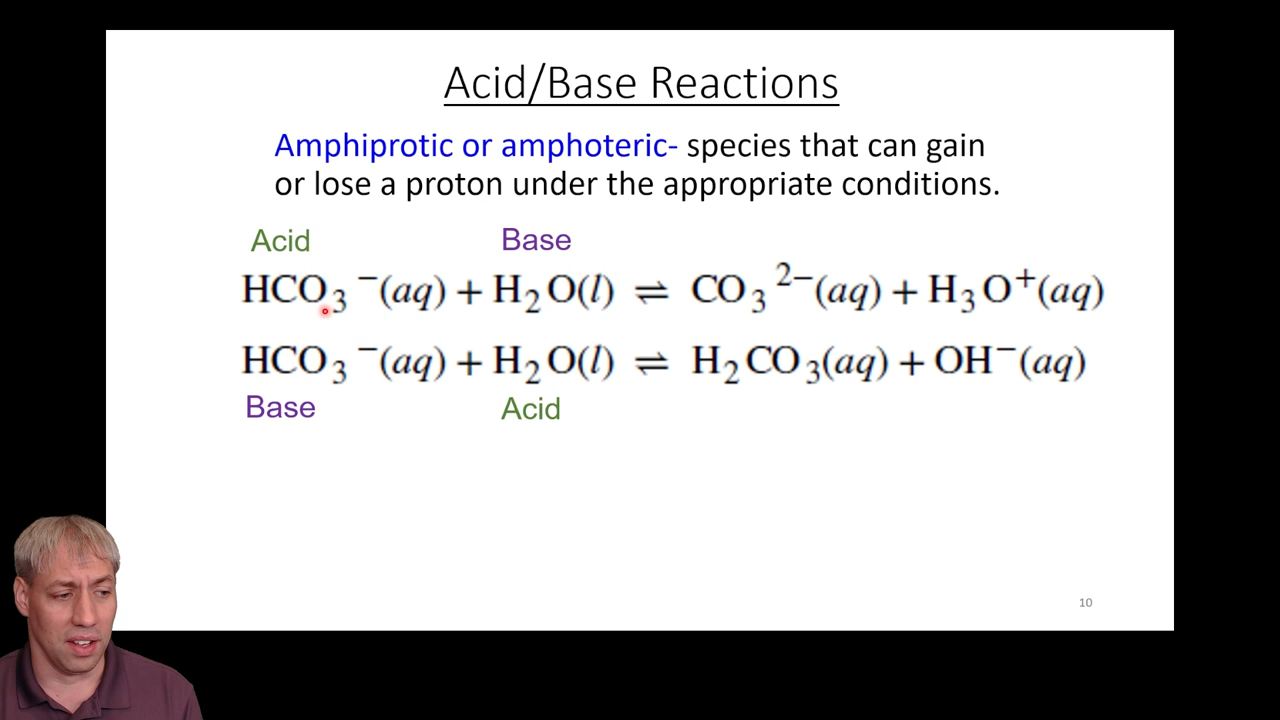 Acid/Base Reactions
Amphiprotic or amphoteric- species that can gain
or lose a proton under the appropriate conditions.
Acid Base
HCO₃⁻(aq) + H₂O(l) ⇌ CO₃²⁻(aq) + H₃O⁺(aq)
HCO₃⁻(aq) + H₂O(l) ⇌ H₂CO₃(aq) + OH⁻(aq)
Base Acid
10